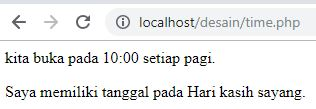 localhost/desain/time.php
kita buka pada 10:00 setiap pagi.
Saya memiliki tanggal pada Hari kasih sayang.